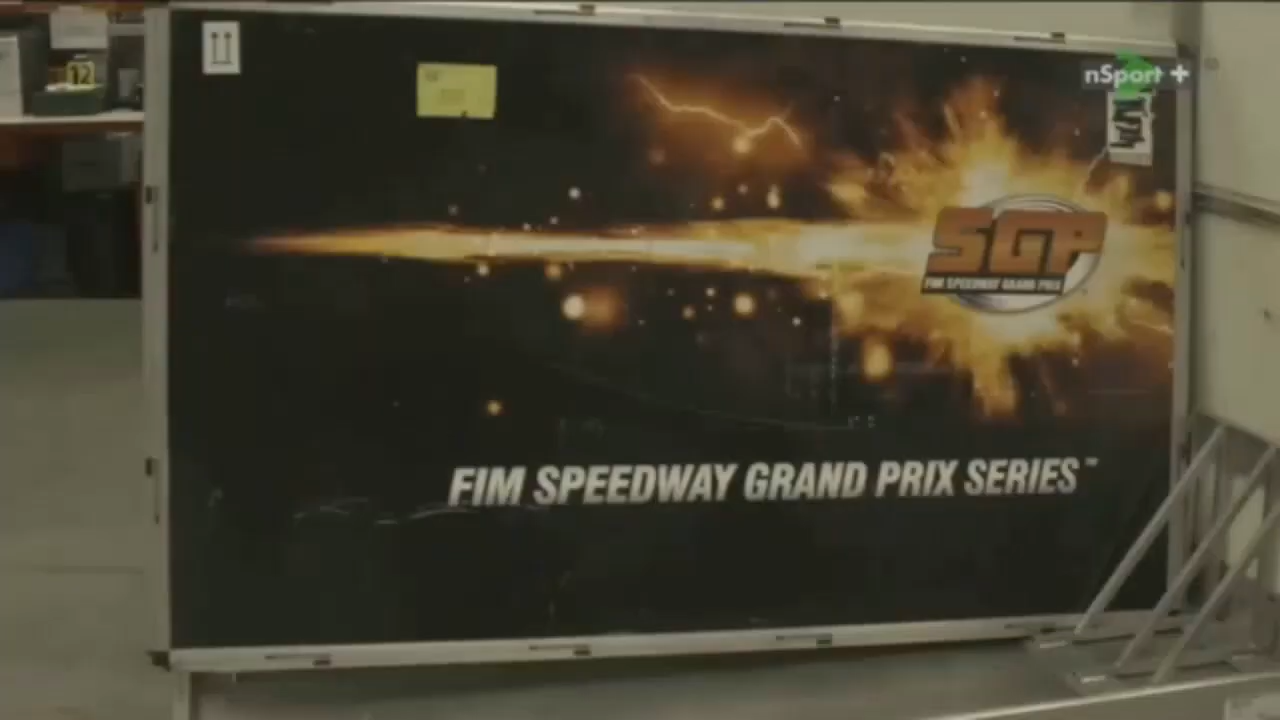 12
nSport+
SGP
FIM SPEEDWAY GRAND PRIX
FIM SPEEDWAY GRAND PRIX SERIES™